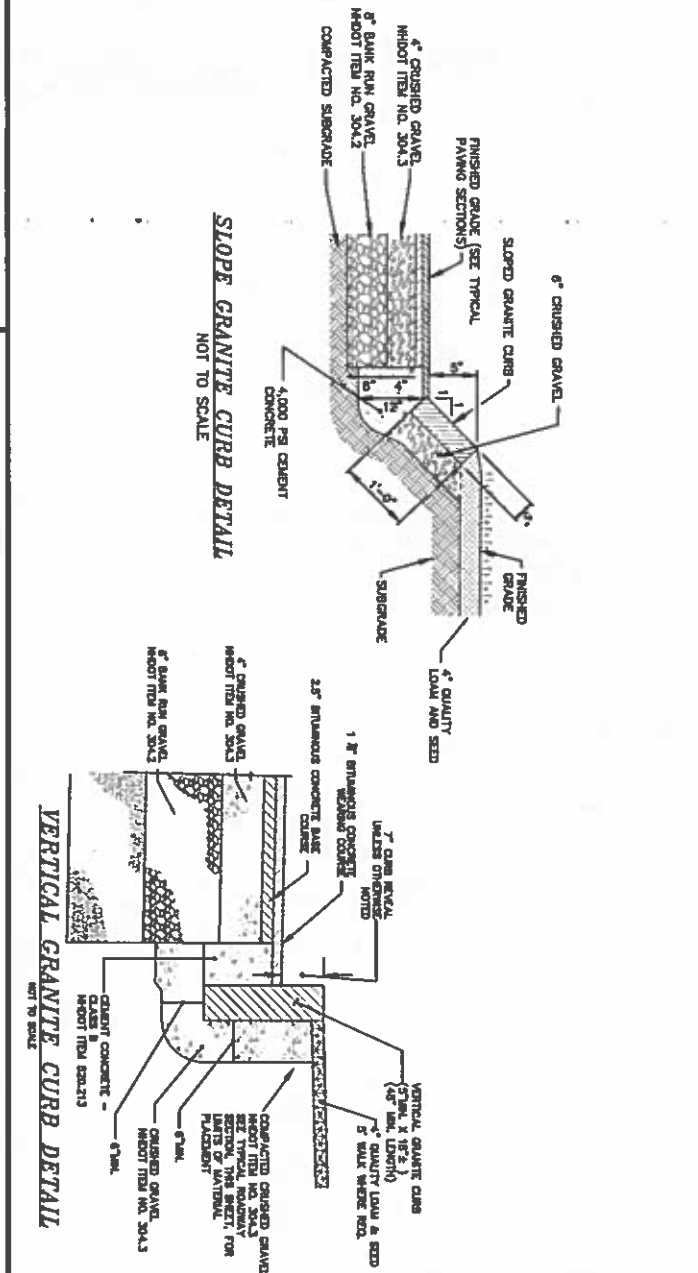 6" CRUSHED GRAVEL
SLOPED GRANITE CURB
FINISHED GRADE (SEE TYPICAL
PAVING SECTIONS)
4" CRUSHED GRAVEL
NHDOT ITEM NO. 304.3
8" BANK RUN GRAVEL
NHDOT ITEM NO. 304.2
COMPACTED SUBGRADE
5"
1
1
8"
4"
12"
1'-0"
FINISHED
GRADE
4" QUALITY
LOAM AND SEED
SUBGRADE
4,000 PSI CEMENT
CONCRETE
SLOPE GRANITE CURB DETAIL
NOT TO SCALE
7" CURB REVEAL
UNLESS OTHERWISE
NOTED
BITUMINOUS CONCRETE
WEARING COURSE
2.5" BITUMINOUS CONCRETE BASE
COURSE
4" CRUSHED GRAVEL
NHDOT ITEM NO. 304.3
8" BANK RUN GRAVEL
NHDOT ITEM NO. 304.2
VERTICAL GRANITE CURB
(5" MIN. X 18"± )
(48" MIN. LENGTH)
QUALITY LOAM & SEED
5' WALK WHERE REQ.
COMPACTED CRUSHED GRAVEL
NHDOT ITEM NO. 304.3
SEE TYPICAL ROADWAY
SECTION, THIS SHEET, FOR
LIMITS OF MATERIAL
PLACEMENT
6" MIN.
CRUSHED GRAVEL
NHDOT ITEM NO. 304.3
6" MIN.
CEMENT CONCRETE -
CLASS B
NHDOT ITEM 520.213
VERTICAL GRANITE CURB DETAIL
NOT TO SCALE